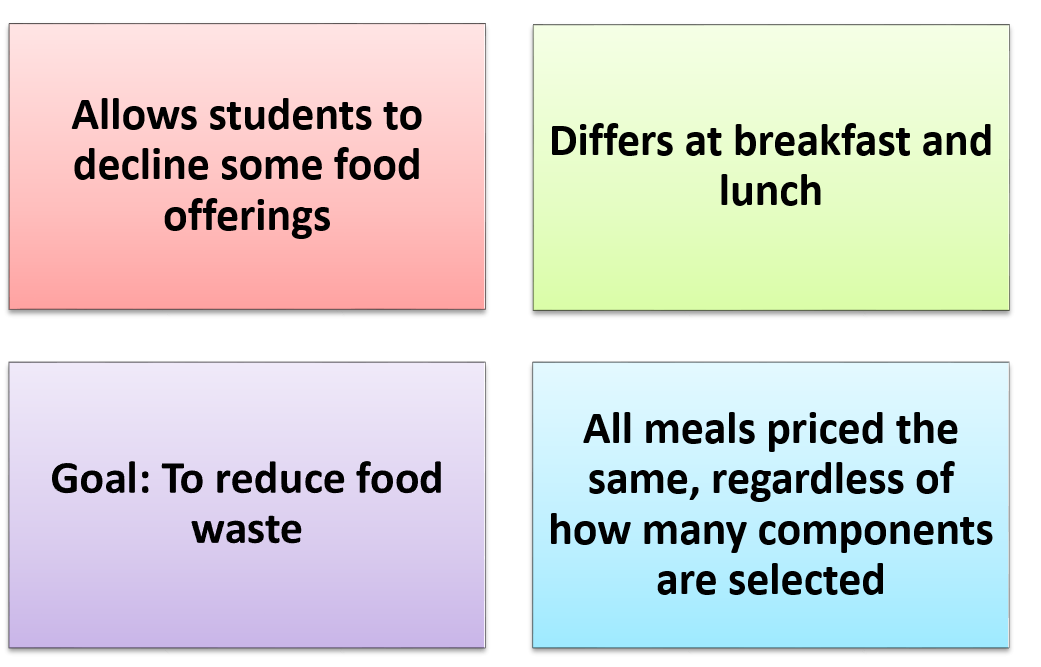 Allows students to
decline some food
offerings
Differs at breakfast and
lunch
Goal: To reduce food
waste
All meals priced the
same, regardless of
how many components
are selected